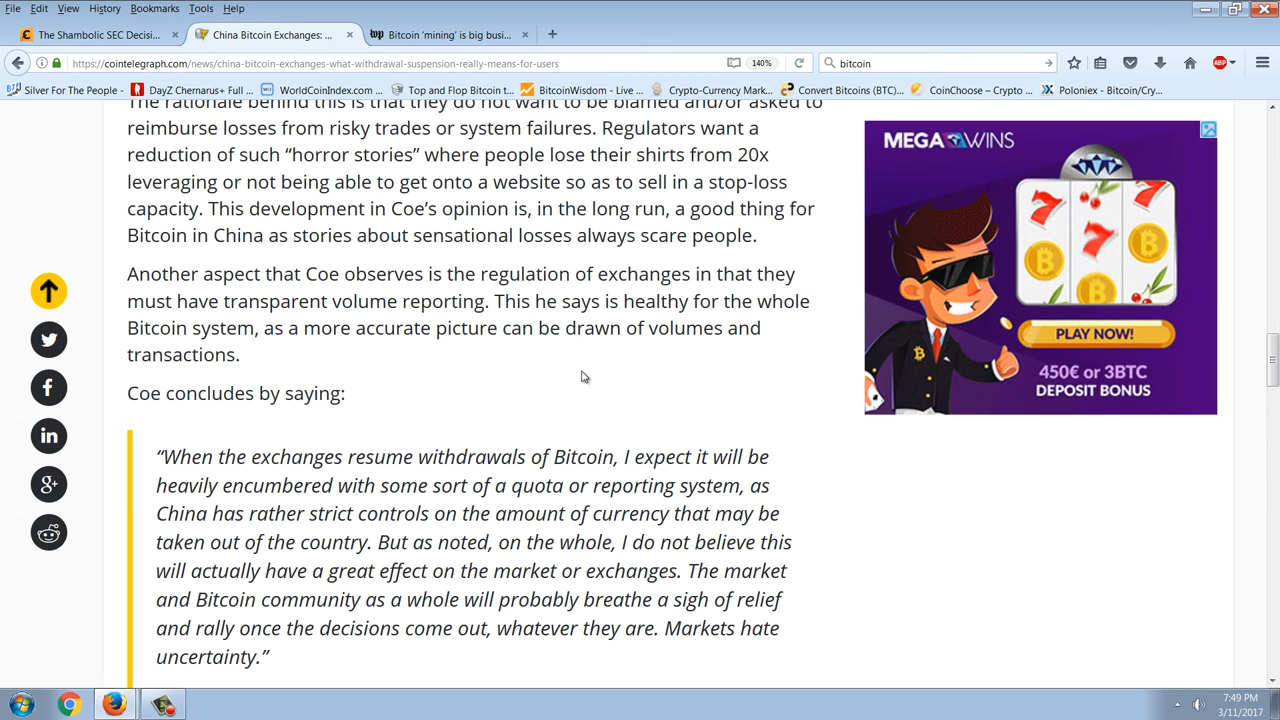 File Edit View History Bookmarks Tools Help
The Shambolic SEC Decisi... × China Bitcoin Exchanges: ... × Bitcoin 'mining' is big busi... ×
https://cointelegraph.com/news/china-bitcoin-exchanges-what-withdrawal-suspension-really-means-for-users 140% bitcoin ABP
Silver For The People - DayZ Chernarus+ Full ... WorldCoinIndex.com ... Top and Flop Bitcoin t... BitcoinWisdom - Live ... Crypto-Currency Mark... Convert Bitcoins (BTC)... CoinChoose – Crypto ... Poloniex - Bitcoin/Cry...
The rationale behind this is that they do not want to be blamed and/or asked to
reimburse losses from risky trades or system failures. Regulators want a
reduction of such “horror stories” where people lose their shirts from 20x
leveraging or not being able to get onto a website so as to sell in a stop-loss
capacity. This development in Coe’s opinion is, in the long run, a good thing for
Bitcoin in China as stories about sensational losses always scare people.
Another aspect that Coe observes is the regulation of exchanges in that they
must have transparent volume reporting. This he says is healthy for the whole
Bitcoin system, as a more accurate picture can be drawn of volumes and
transactions.
Coe concludes by saying:
“When the exchanges resume withdrawals of Bitcoin, I expect it will be
heavily encumbered with some sort of a quota or reporting system, as
China has rather strict controls on the amount of currency that may be
taken out of the country. But as noted, on the whole, I do not believe this
will actually have a great effect on the market or exchanges. The market
and Bitcoin community as a whole will probably breathe a sigh of relief
and rally once the decisions come out, whatever they are. Markets hate
uncertainty.”
MEGAWINS
7 7
7
PLAY NOW!
450€ or 3BTC
DEPOSIT BONUS
7:49 PM
3/11/2017